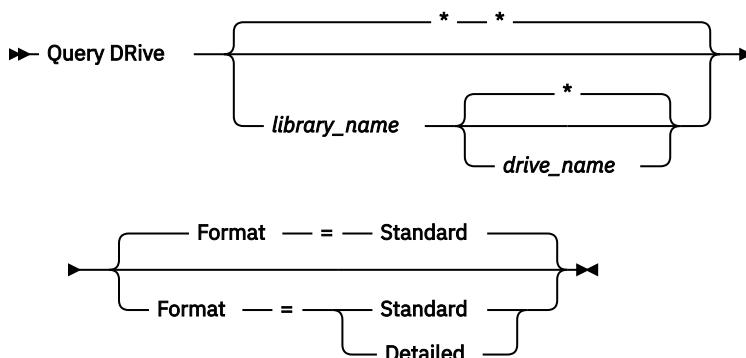 * *
Query DRive
*
library_name
drive_name
Format = Standard
Format = Standard
Detailed